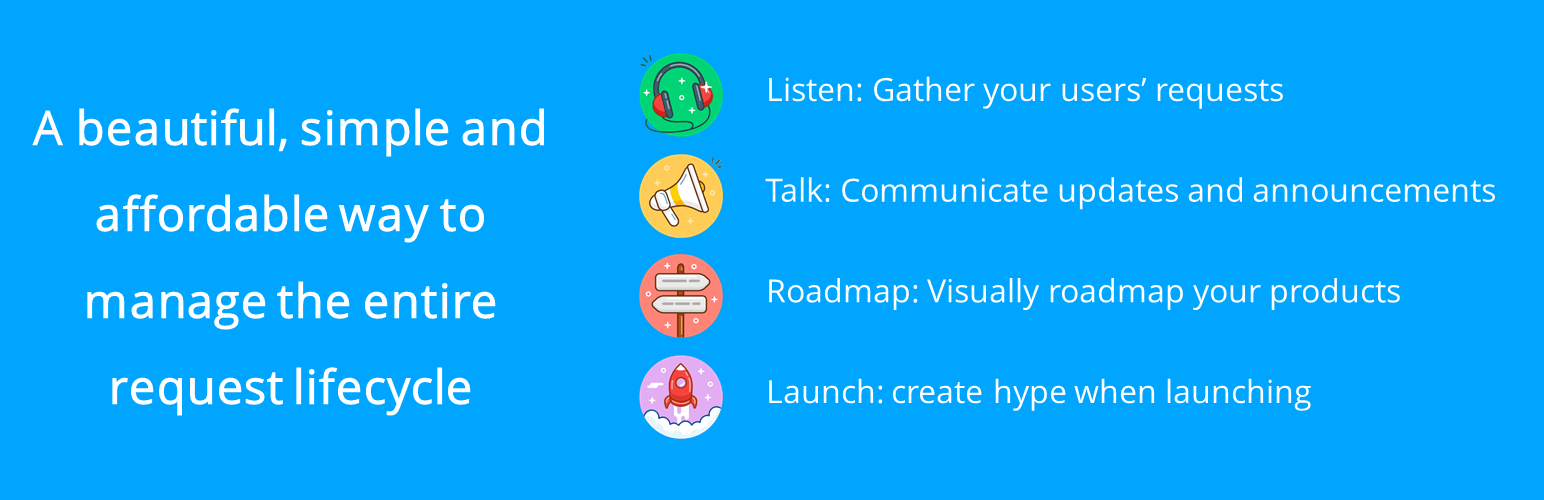 A beautiful, simple and
affordable way to
manage the entire
request lifecycle
Listen: Gather your users’ requests
Talk: Communicate updates and announcements
Roadmap: Visually roadmap your products
Launch: create hype when launching